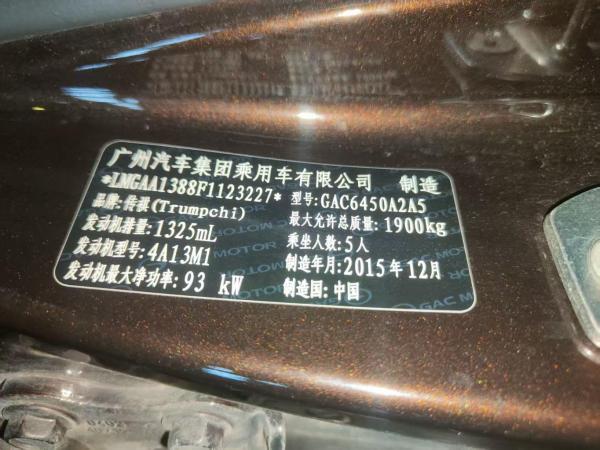 广州汽车集团乘用车有限公司 制造
*LMGAA1388F1123227* 型号:GAC6450A2A5
品牌:传祺(Trumpchi) 最大允许总质量:1900kg
发动机排量:1325mL 乘坐人数:5人
发动机型号:4A13M1 制造年月:2015年12月
发动机最大净功率:93 kW 制造国:中国